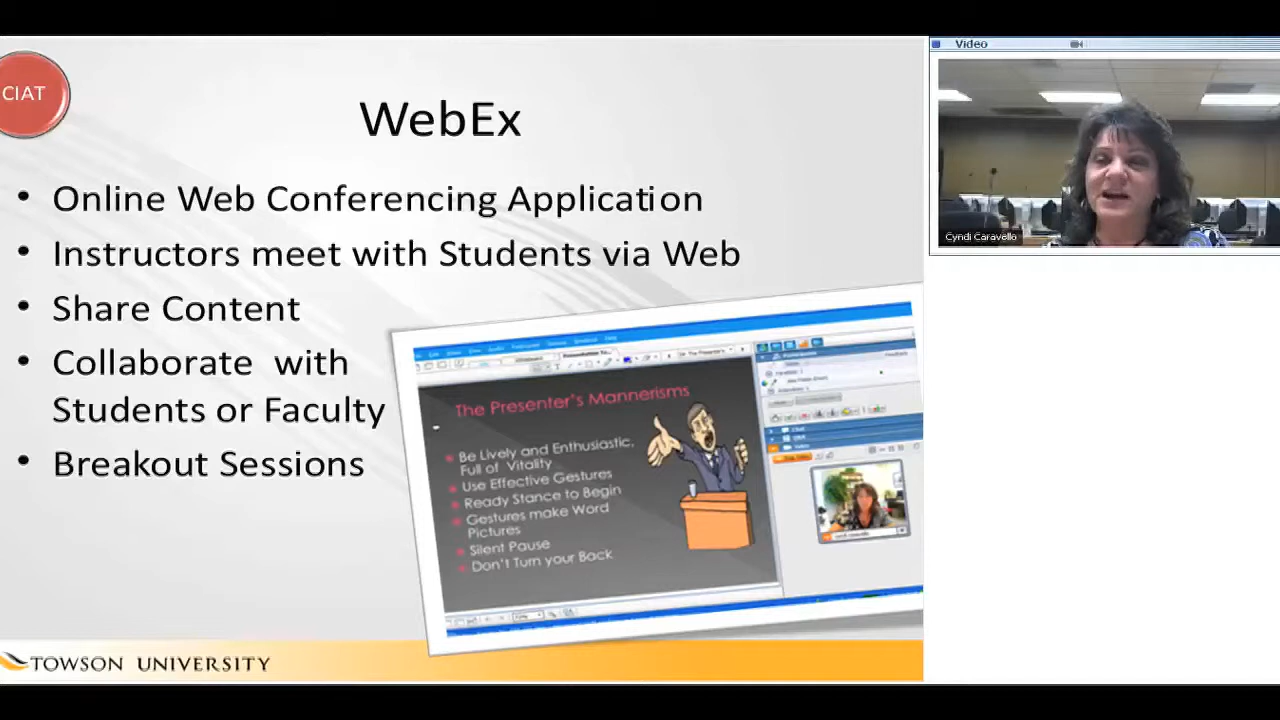 CIAT
WebEx
• Online Web Conferencing Application
• Instructors meet with Students via Web
• Share Content
• Collaborate with
Students or Faculty
• Breakout Sessions
The Presenter's Mannerisms
Be Lively and Enthusiastic,
Full of Vitality
Use Effective Gestures
Ready Stance to Begin
Gestures make Word
Pictures
Silent Pause
Don't Turn your Back
TOWSON UNIVERSITY
Video
Cyndi Caravello